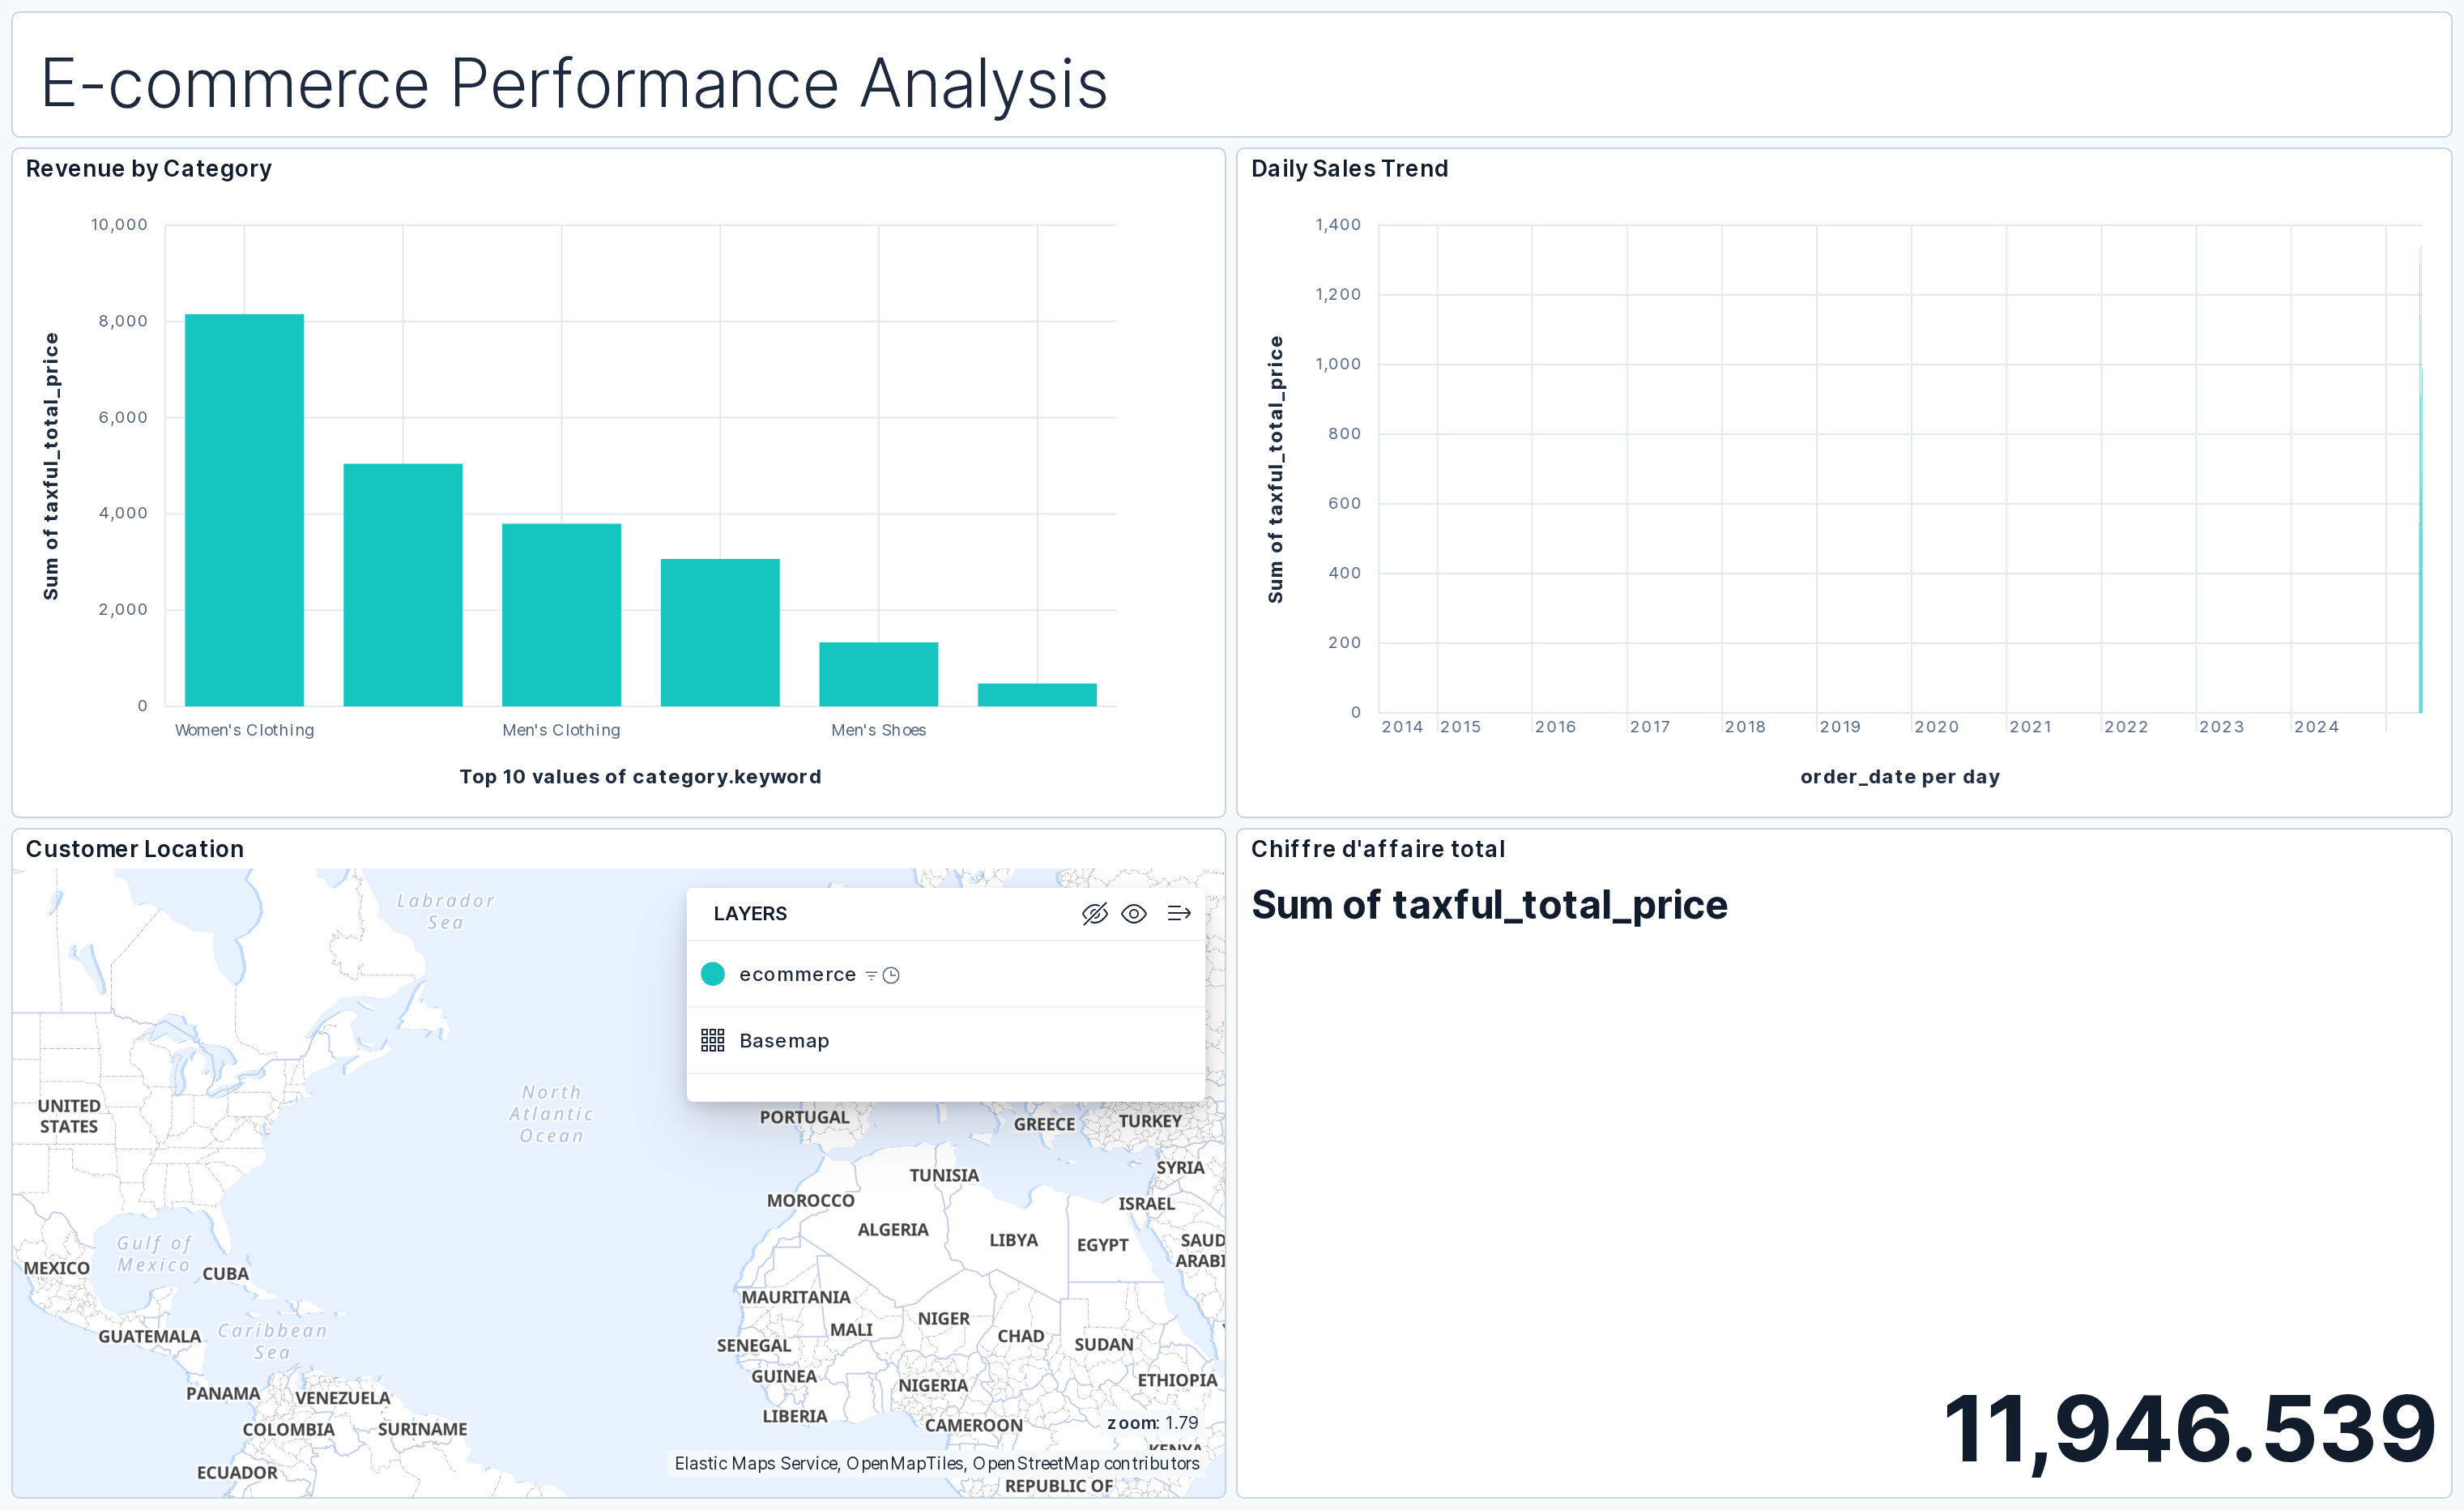 E-commerce Performance Analysis
Revenue by Category
10,000
8,000
6,000
4,000
2,000
0
Sum of taxful_total_price
Women's Clothing
Men's Clothing
Men's Shoes
Top 10 values of category.keyword
Daily Sales Trend
1,400
1,200
1,000
800
600
400
200
0
Sum of taxful_total_price
2014 2015 2016 2017 2018 2019 2020 2021 2022 2023 2024
order_date per day
Customer Location
Labrador
Sea
LAYERS
ecommerce
Basemap
North
Atlantic
Ocean
UNITED
STATES
PORTUGAL
GREECE
TURKEY
SYRIA
TUNISIA
MOROCCO
ISRAEL
ALGERIA
LIBYA
EGYPT
SAUD
ARABI
Gulf of
Mexico
MEXICO
CUBA
MAURITANIA
NIGER
MALI
CHAD
SUDAN
GUATEMALA
Caribbean
Sea
SENEGAL
GUINEA
NIGERIA
ETHIOPIA
PANAMA
VENEZUELA
LIBERIA
CAMEROON
zoom: 1.79
COLOMBIA
SURINAME
KENYA
Elastic Maps Service, OpenMapTiles, OpenStreetMap contributors
ECUADOR
REPUBLIC OF
Chiffre d'affaire total
Sum of taxful_total_price
11,946.539